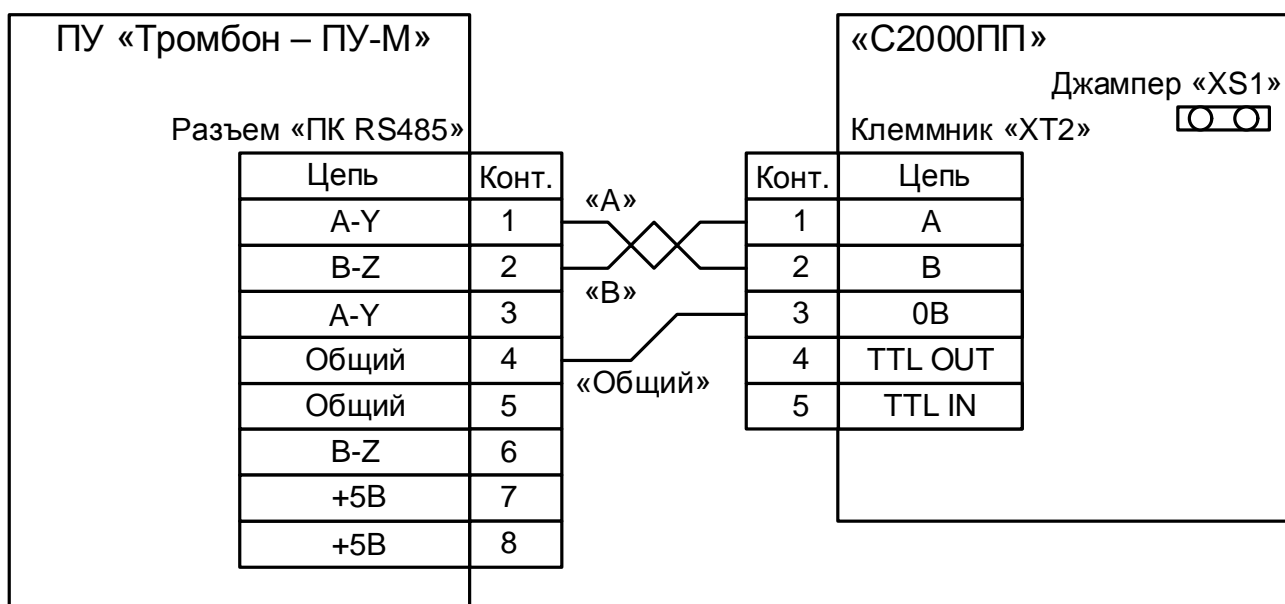 ПУ «Тромбон – ПУ-М»
Разъем «ПК RS485»
Цепь Конт.
A-Y 1
B-Z 2
A-Y 3
Общий 4
Общий 5
B-Z 6
+5В 7
+5В 8
«А»
«В»
«Общий»
«С2000ПП»
Джампер «XS1»
Клеммник «XT2»
Конт. Цепь
1 A
2 B
3 0В
4 TTL OUT
5 TTL IN